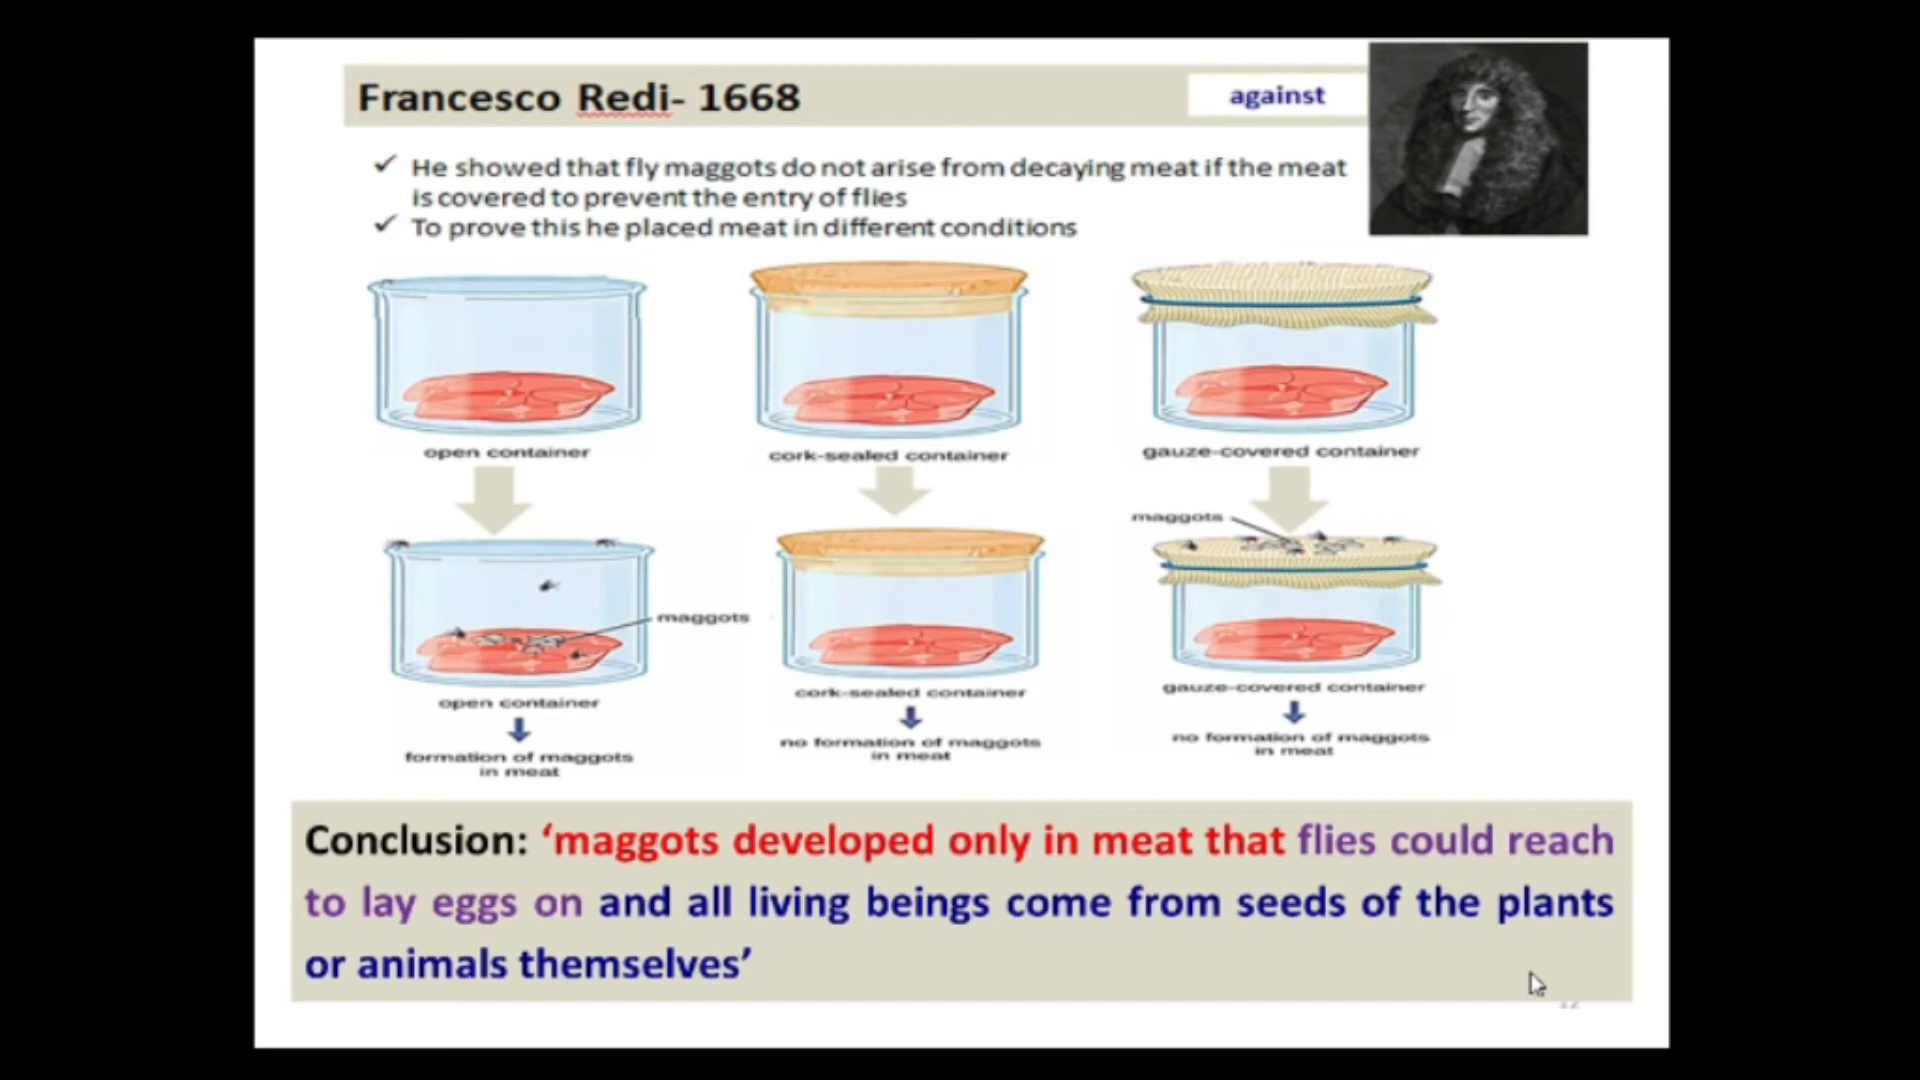 Francesco Redi- 1668
against
✓ He showed that fly maggots do not arise from decaying meat if the meat
is covered to prevent the entry of flies
✓ To prove this he placed meat in different conditions
open container
cork-sealed container
gauze-covered container
maggots
maggots
open container
cork-sealed container
gauze-covered container
formation of maggots
in meat
no formation of maggots
in meat
no formation of maggots
in meat
Conclusion: ‘maggots developed only in meat that flies could reach
to lay eggs on and all living beings come from seeds of the plants
or animals themselves’